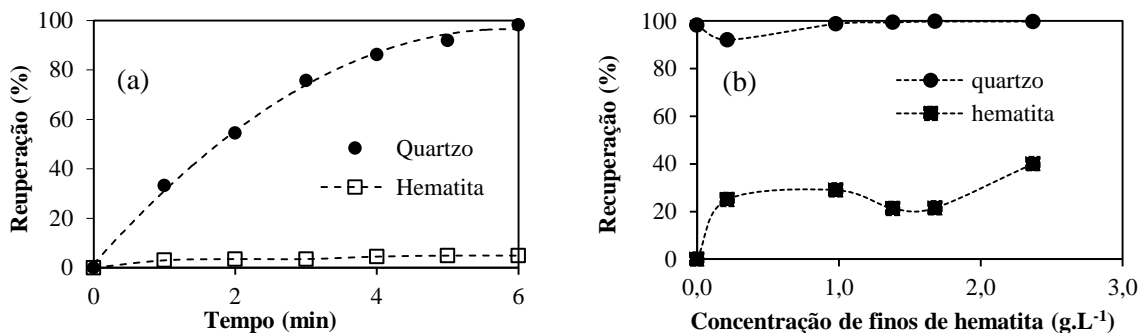 100
80
60
40
20
0
Reuperação (%)
(a)
Quartzo
Hematita
0
2
4
6
Tempo (min)
100
80
60
40
20
0
Recuperação (%)
(b)
quartzo
hematita
0,0
1,0
2,0
3,0
Concentração de finos de hematita (g.L-1)